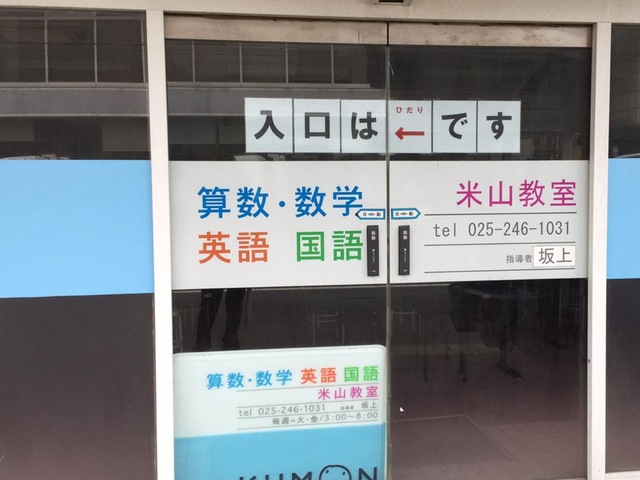 ひだり
入口は←です
算数・数学
英語 国語
米山教室
tel 025-246-1031
指導者 坂上
算数・数学 英語 国語
米山教室
tel 025-246-1031 指導者 坂上
毎週=火・金/3:00~8:00
KUMON